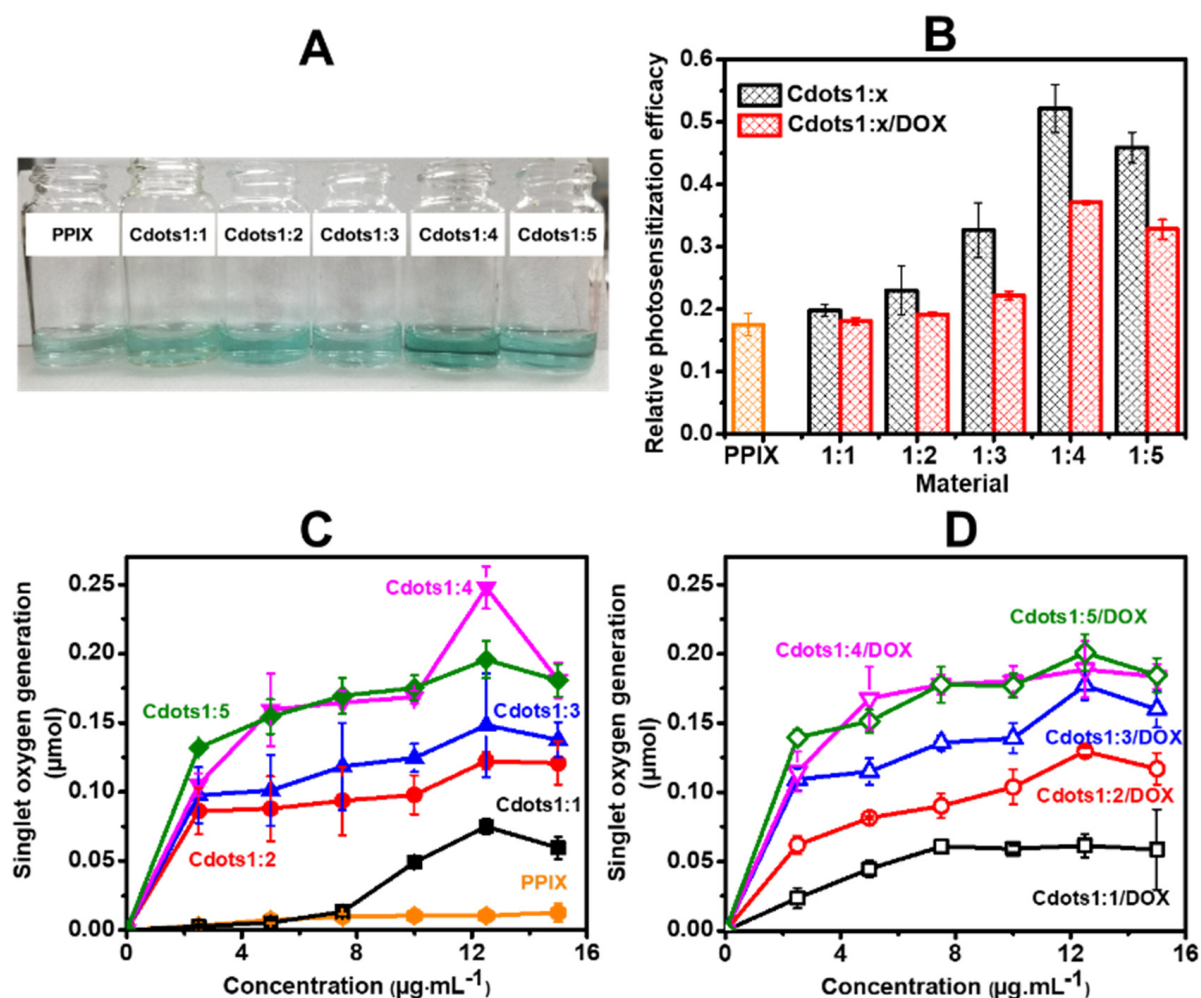 A
PPIX
Cdots1:1
Cdots1:2
Cdots1:3
Cdots1:4
Cdots1:5
B
Relative photosensitization efficacy
0.6
0.5
0.4
0.3
0.2
0.1
0.0
Cdots1:x
Cdots1:x/DOX
PPIX
1:1
1:2
1:3
1:4
1:5
Material
C
Singlet oxygen generation
(μmol)
0.25
0.20
0.15
0.10
0.05
0.00
Cdots1:4
Cdots1:5
Cdots1:3
Cdots1:1
Cdots1:2
PPIX
0
4
8
12
16
Concentration (μg·mL⁻¹)
D
Singlet oxygen generation
(μmol)
0.25
0.20
0.15
0.10
0.05
0.00
Cdots1:5/DOX
Cdots1:4/DOX
Cdots1:3/DOX
Cdots1:2/DOX
Cdots1:1/DOX
0
4
8
12
16
Concentration (μg.mL⁻¹)